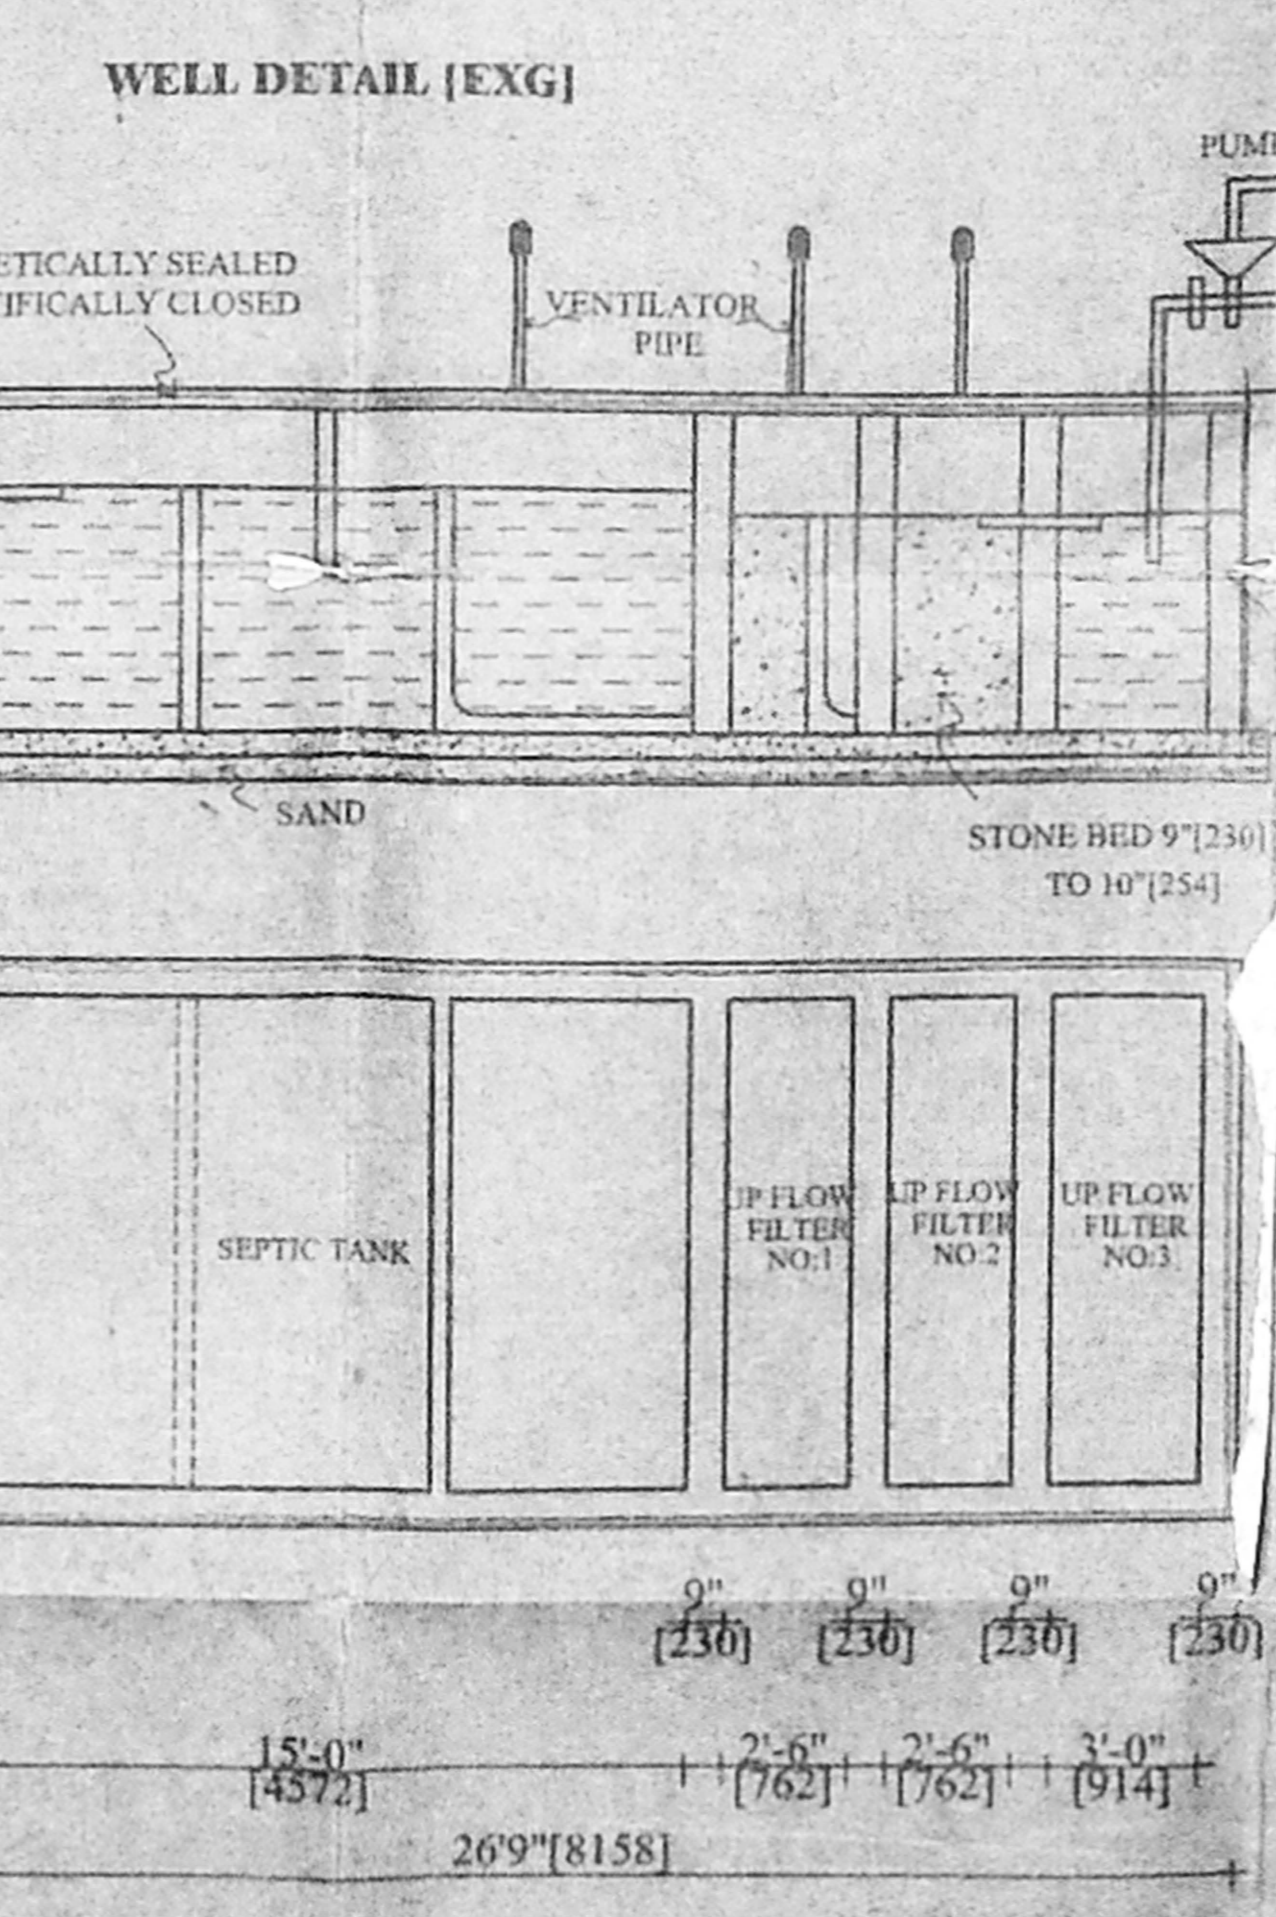 WELL DETAIL [EXG]
ETICALLY SEALED
IFICALLY CLOSED
VENTILATOR
PIPE
SAND
STONE BED 9"[230]
TO 10"[254]
SEPTIC TANK
UP FLOW
FILTER
NO:1
UP FLOW
FILTER
NO:2
UP FLOW
FILTER
NO:3
9" 9" 9" 9"
[230] [230] [230] [230]
15'-0" 2'-6" 2'-6" 3'-0"
[4572] [762] [762] [914]
26'9"[8158]